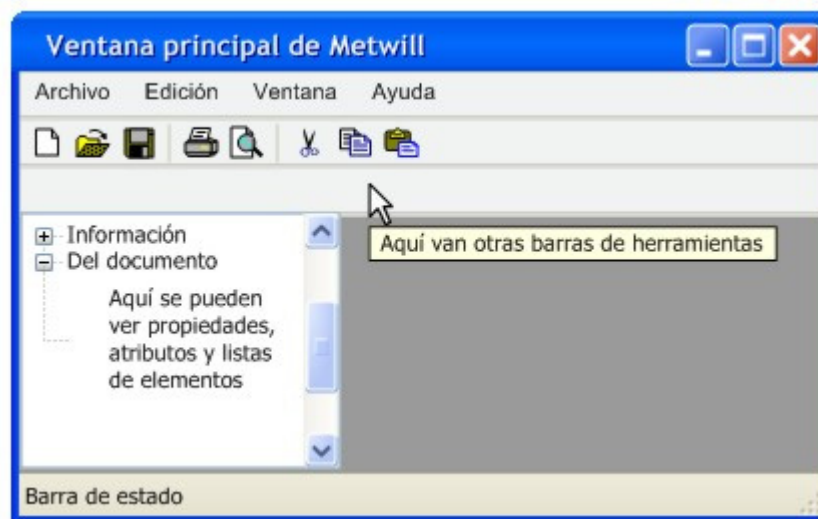 Ventana principal de Metwill
Archivo Edición Ventana Ayuda
Información
Aquí van otras barras de herramientas
Del documento
Aquí se pueden
ver propiedades,
atributos y listas
de elementos
Barra de estado